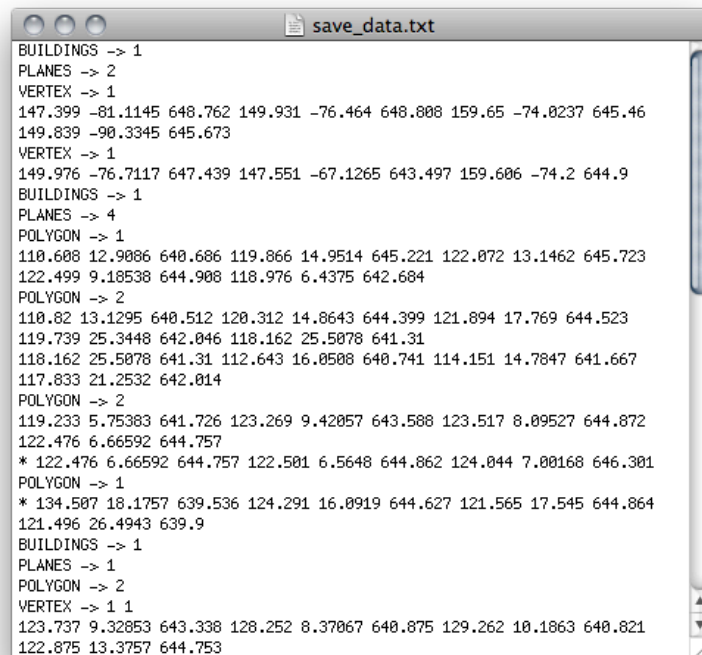 save_data.txt
BUILDINGS -> 1
PLANES -> 2
VERTEX -> 1
147.399 -81.1145 648.762 149.931 -76.464 648.808 159.65 -74.0237 645.46
149.839 -90.3345 645.673
VERTEX -> 1
149.976 -76.7117 647.439 147.551 -67.1265 643.497 159.606 -74.2 644.9
BUILDINGS -> 1
PLANES -> 4
POLYGON -> 1
110.608 12.9086 640.686 119.866 14.9514 645.221 122.072 13.1462 645.723
122.499 9.18538 644.908 118.976 6.4375 642.684
POLYGON -> 2
110.82 13.1295 640.512 120.312 14.8643 644.399 121.894 17.769 644.523
119.739 25.3448 642.046 118.162 25.5078 641.31
118.162 25.5078 641.31 112.643 16.0508 640.741 114.151 14.7847 641.667
117.833 21.2532 642.014
POLYGON -> 2
119.233 5.75383 641.726 123.269 9.42057 643.588 123.517 8.09527 644.872
122.476 6.66592 644.757
* 122.476 6.66592 644.757 122.501 6.5648 644.862 124.044 7.00168 646.301
POLYGON -> 1
* 134.507 18.1757 639.536 124.291 16.0919 644.627 121.565 17.545 644.864
121.496 26.4943 639.9
BUILDINGS -> 1
PLANES -> 1
POLYGON -> 2
VERTEX -> 1 1
123.737 9.32853 643.338 128.252 8.37067 640.875 129.262 10.1863 640.821
122.875 13.3757 644.753